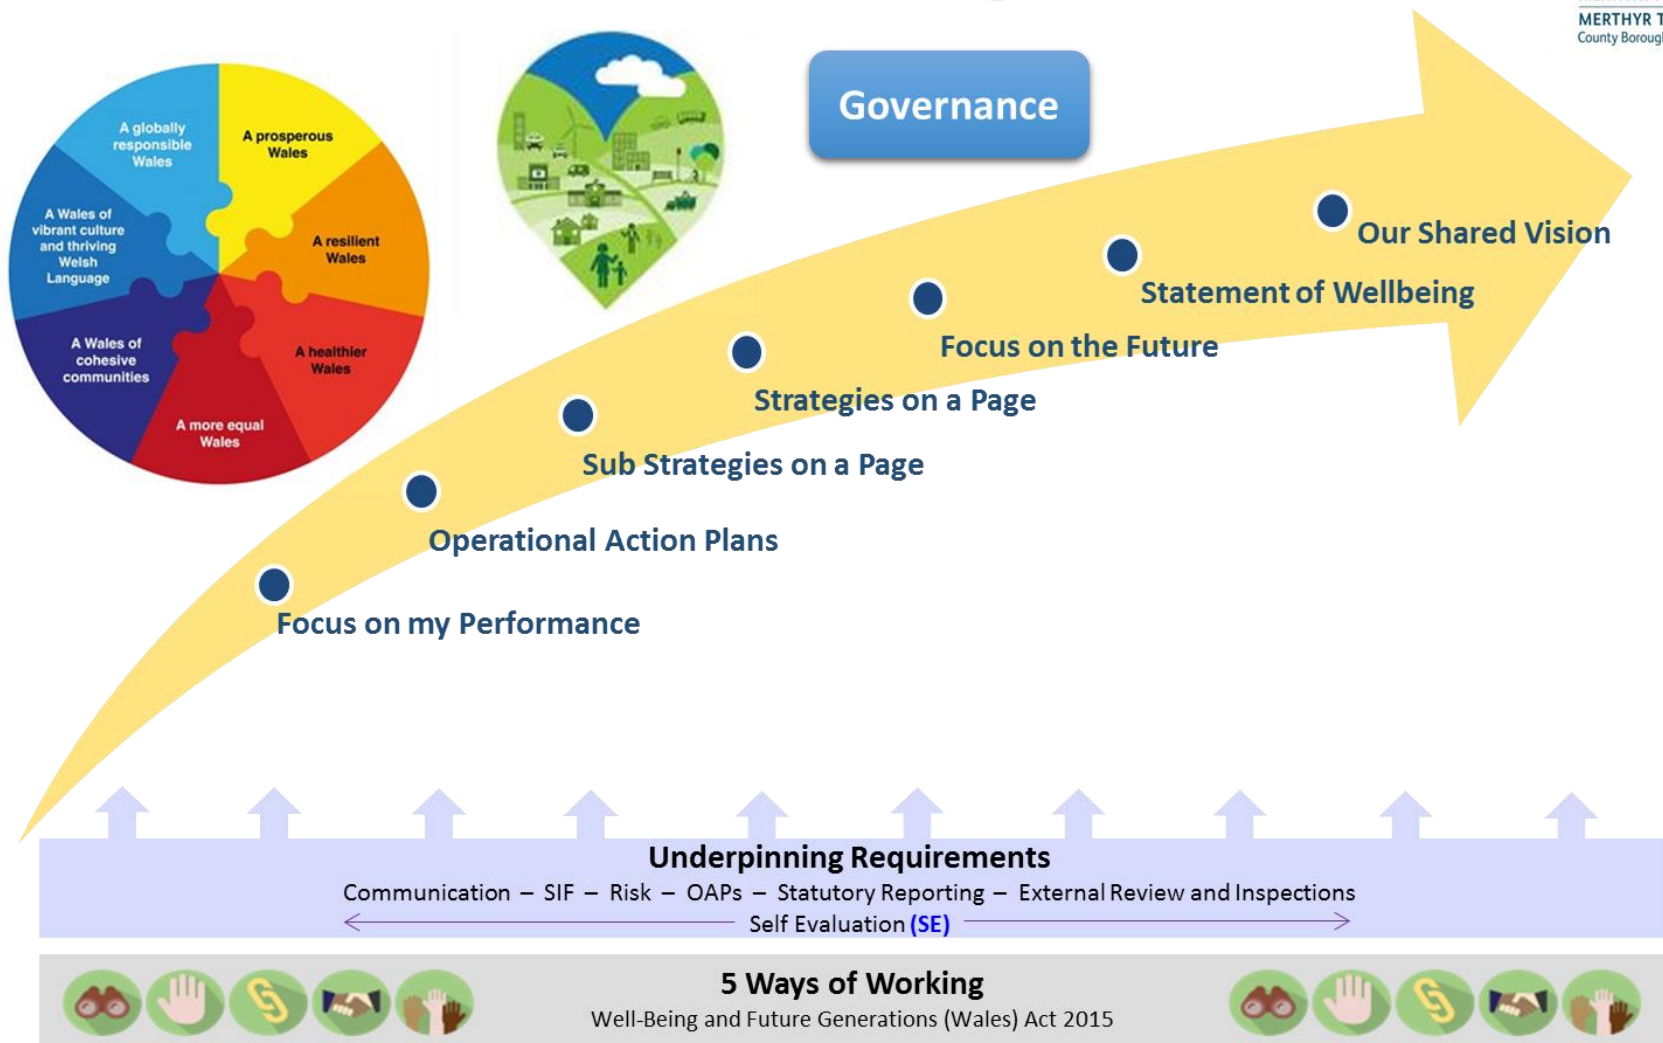 MERTHYR T
County Boroug
Governance
A globally
responsible
Wales
A prosperous
Wales
A Wales of
vibrant culture
and thriving
Welsh
Language
A resilient
Wales
A Wales of
cohesive
communities
A healthier
Wales
A more equal
Wales
Our Shared Vision
Statement of Wellbeing
Focus on the Future
Strategies on a Page
Sub Strategies on a Page
Operational Action Plans
Focus on my Performance
Underpinning Requirements
Communication – SIF – Risk – OAPs – Statutory Reporting – External Review and Inspections
Self Evaluation (SE)
5 Ways of Working
Well-Being and Future Generations (Wales) Act 2015